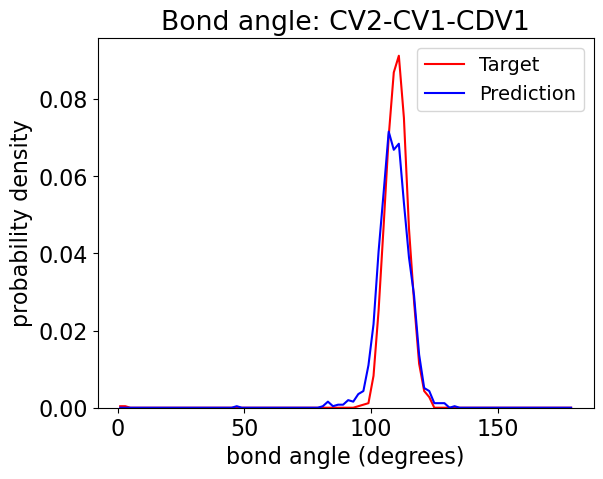 Bond angle: CV2-CV1-CDV1
Target
Prediction
probability density
0.08
0.06
0.04
0.02
0.00
0
50
100
150
bond angle (degrees)